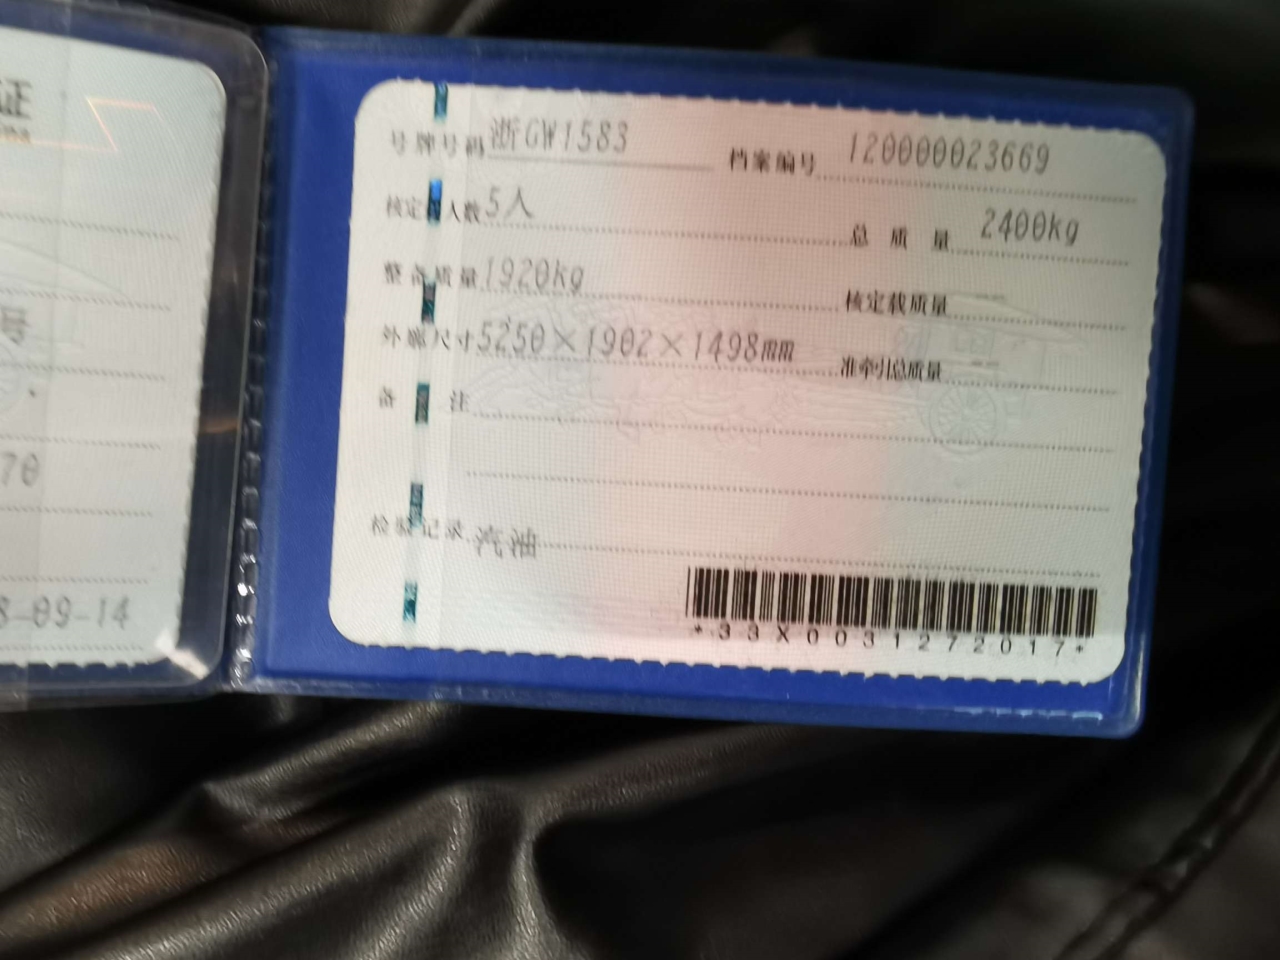 证
号
70
8-09-14
号牌号码 浙GW1583 档案编号 120000023669
核定 人数 5人 总质量 2400kg
整备质量 1920kg 核定载质量 --
外廓尺寸 5250×1902×1498mm 准牵引总质量 --
备注
检验记录 汽油
*33X0031272017*